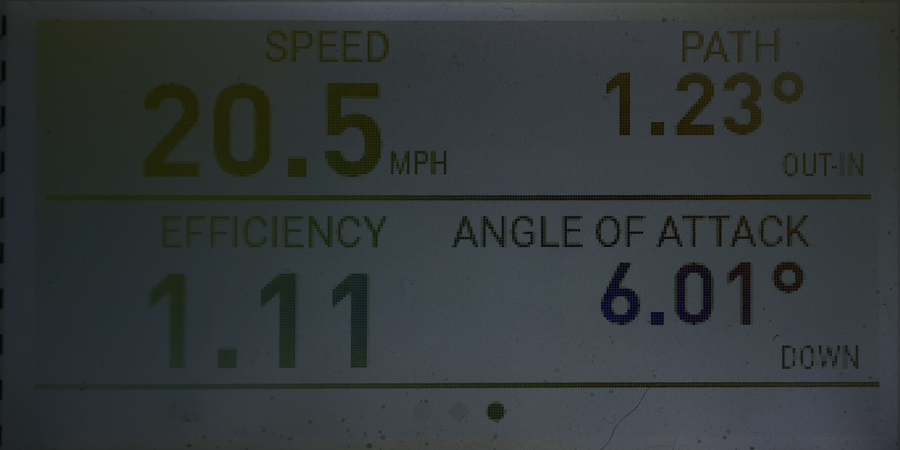 SPEED
20.5 MPH
PATH
1.23°
OUT-IN
EFFICIENCY
1.11
ANGLE OF ATTACK
6.01°
DOWN